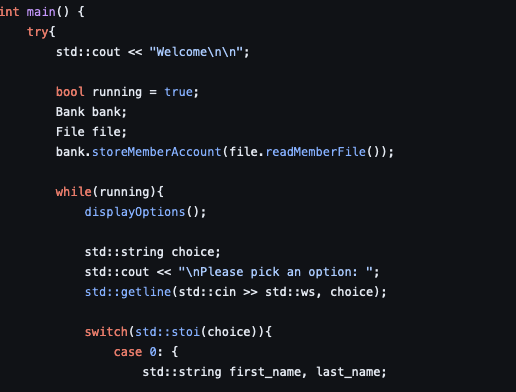 int main() {
    try{
        std::cout << "Welcome\n\n";

        bool running = true;
        Bank bank;
        File file;
        bank.storeMemberAccount(file.readMemberFile());

        while(running){
            displayOptions();

            std::string choice;
            std::cout << "\nPlease pick an option: ";
            std::getline(std::cin >> std::ws, choice);

            switch(std::stoi(choice)){
                case 0: {
                    std::string first_name, last_name;